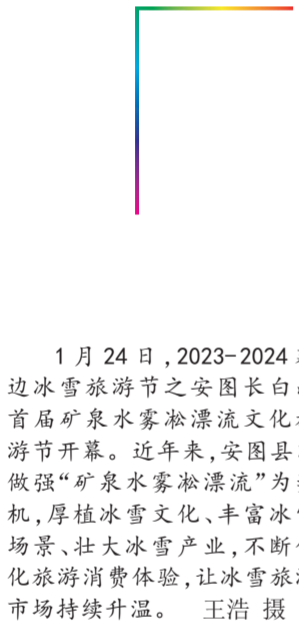 1月24日,2023-2024
边冰雪旅游节之安图长白
首届矿泉水雾凇漂流文化
游节开幕。近年来,安图县
做强“矿泉水雾凇漂流”为
机,厚植冰雪文化、丰富冰
场景、壮大冰雪产业,不断
化旅游消费体验,让冰雪旅
市场持续升温。 王浩 摄